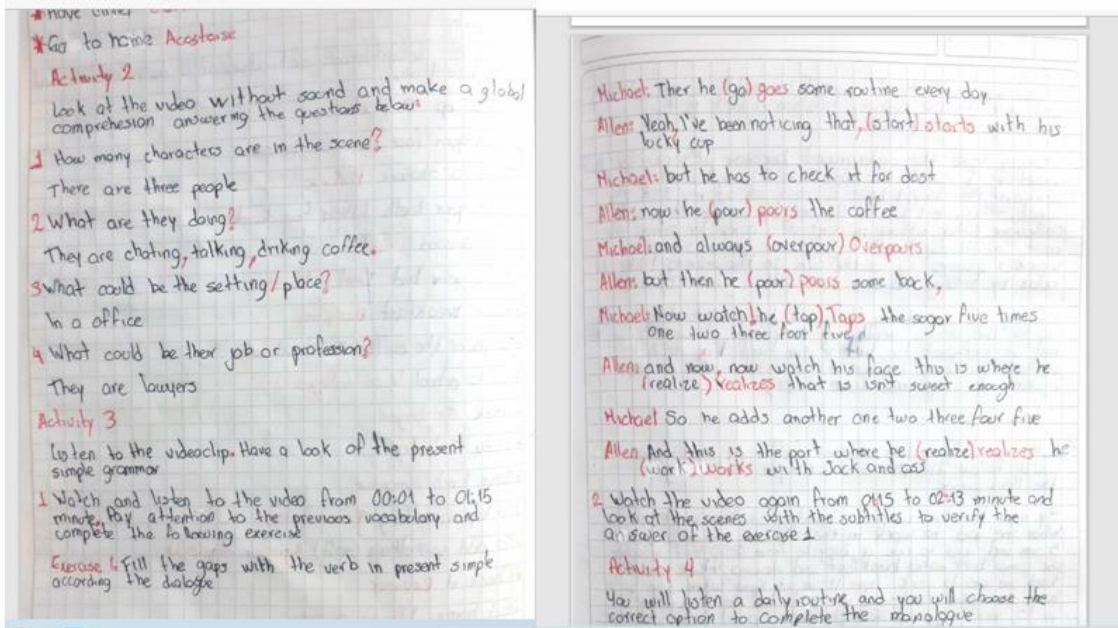 *Go to home Acostarse
Activity 2
Look at the video without sound and make a global
comprehesion answering the questions below:
1 How many characters are in the scene?
There are three people
2 What are they doing?
They are chating, talking, driking coffee.
3 What could be the setting/place?
In a office
4 What could be ther job or profession?
They are lawyers
Activity 3
Listen to the videoclip. Have a look of the present
simple grammar
1 Watch and listen to the video from 00:01 to 01:15
minute. Pay attention to the previous vocabulary and
complete the following exercise
Exercise 1. Fill the gaps with the verb in present simple
according the dialogue
Michael: Ther he (go) goes same routine every day
Allen: Yeah, I've been noticing that, (start) starts with his
lucky cup
Michael: but he has to check it for dost
Allen: now he (pour) pours the coffee
Michael: and always (overpour) Overpours
Allen: but then he (pour) pours some back,
Michael: Now watch! he (tap) Taps the sugar five times
one two three four five
Allen: and now, now watch his face this is where he
(realize) realizes that is isn't sweet enough
Michael So he adds another one two three four five
Allen And this is the part where he (realize) realizes he
(work) works with Jack and ass
2 Watch the video again from 01:15 to 02:13 minute and
look at the scenes with the subtitles to verify the
answer of the exercise 1
Activity 4
You will listen a daily routine and you will choose the
correct option to complete the monologue